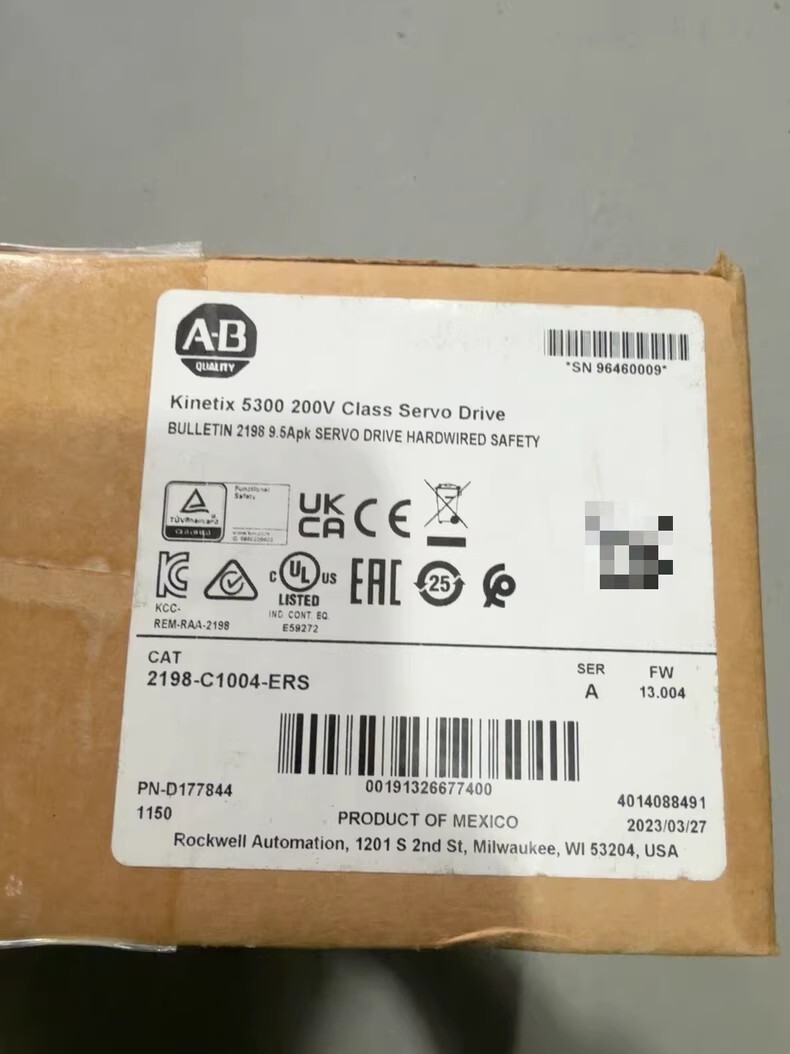 A-B
QUALITY
*SN 96460009*
Kinetix 5300 200V Class Servo Drive
BULLETIN 2198 9.5Apk SERVO DRIVE HARDWIRED SAFETY
TÜVRheinland
Functional
Safety
UK
CA
CE
KCC-
REM-RAA-2198
C UL US
LISTED
IND. CONT. EQ.
E59272
EAC
25
CAT
2198-C1004-ERS
SER
A
FW
13.004
00191326677400
PN-D177844
1150
4014088491
PRODUCT OF MEXICO
2023/03/27
Rockwell Automation, 1201 S 2nd St, Milwaukee, WI 53204, USA